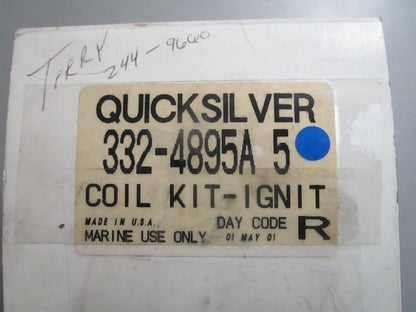 TERRY
244-9660
QUICKSILVER
332-4895A 5
COIL KIT-IGNIT
MADE IN U.S.A. DAY CODE R
MARINE USE ONLY 01 MAY 01